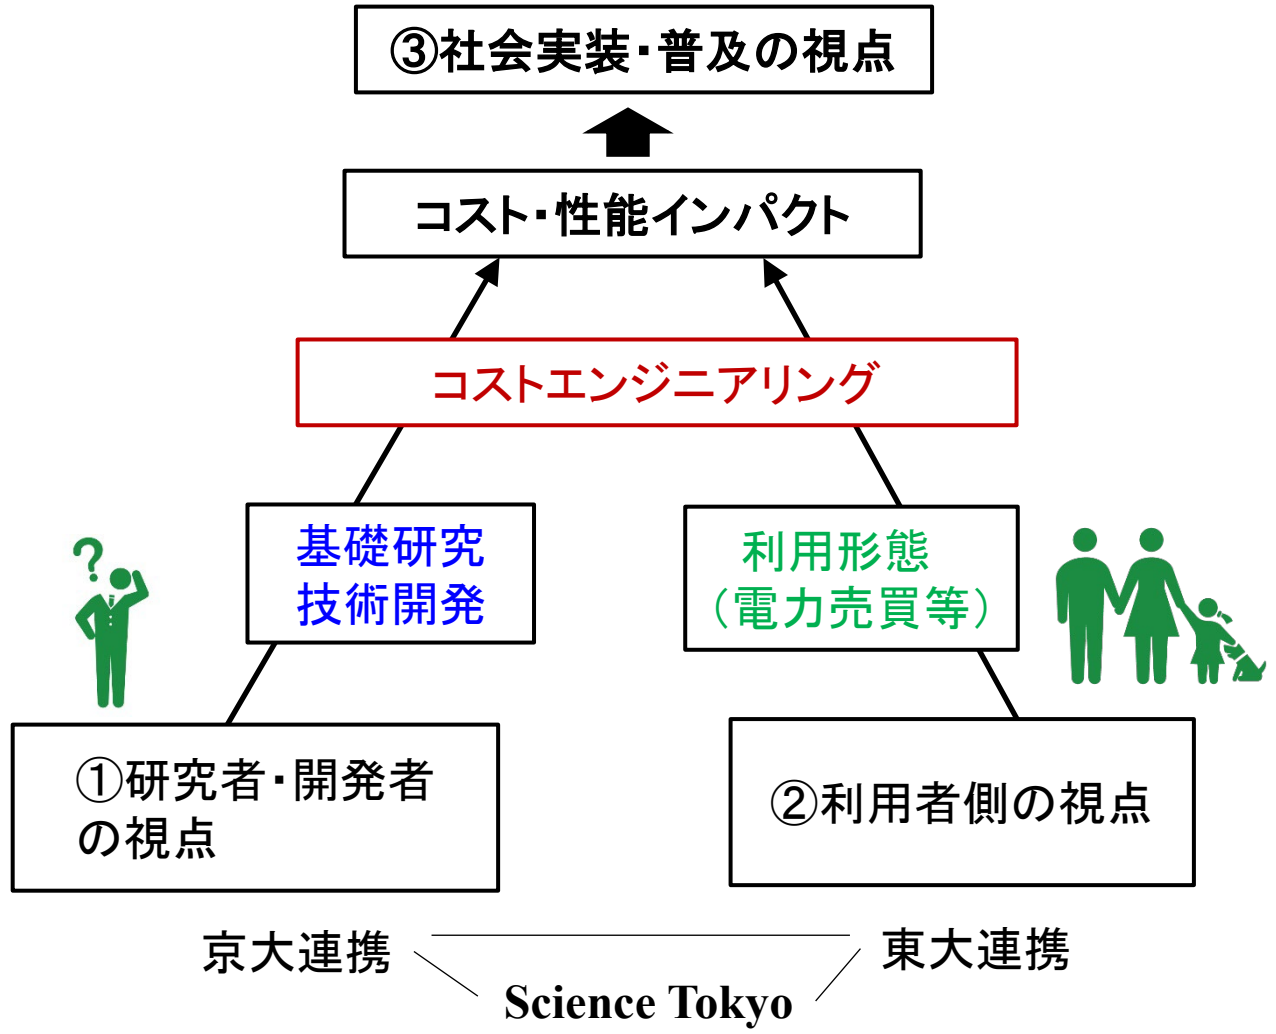 ③社会実装・普及の視点
コスト・性能インパクト
コストエンジニアリング
基礎研究
技術開発
利用形態
（電力売買等）
?
①研究者・開発者
の視点
②利用者側の視点
京大連携
東大連携
Science Tokyo